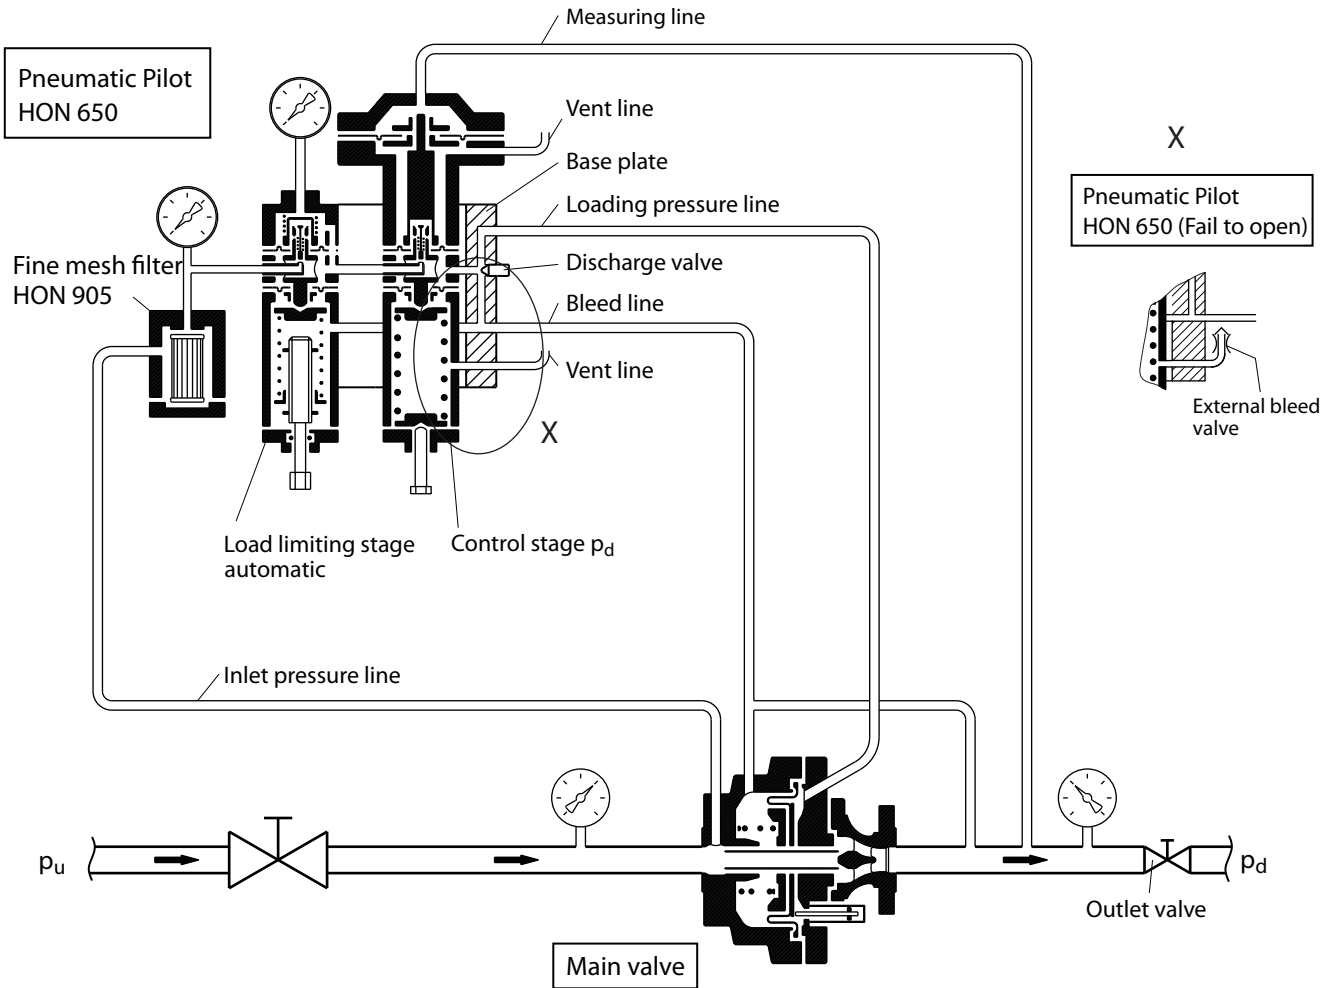 Measuring line
Pneumatic Pilot
HON 650
Vent line
X
Base plate
Pneumatic Pilot
HON 650 (Fail to open)
Loading pressure line
Fine mesh filter
HON 905
Discharge valve
Bleed line
Vent line
External bleed
valve
X
Load limiting stage
automatic
Control stage pd
Inlet pressure line
pu
pd
Outlet valve
Main valve